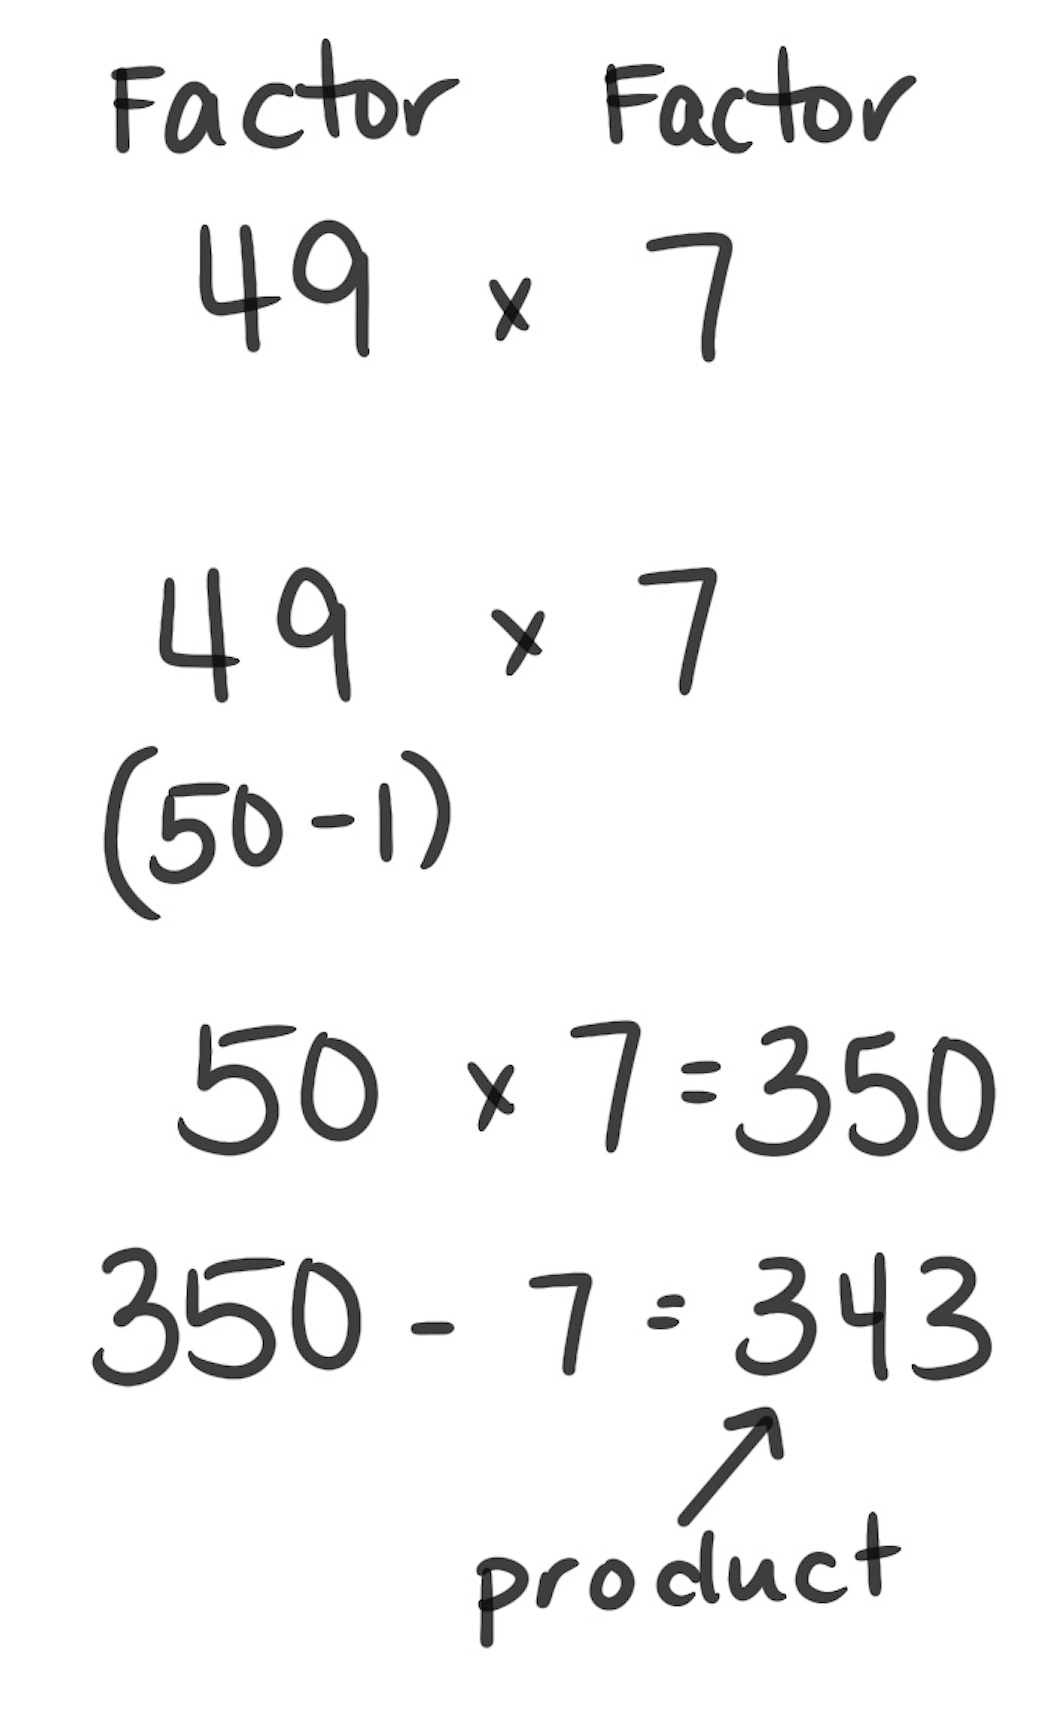 Factor Factor
49 x 7
49 x 7
(50-1)
50 x 7 = 350
350 - 7 = 343
product